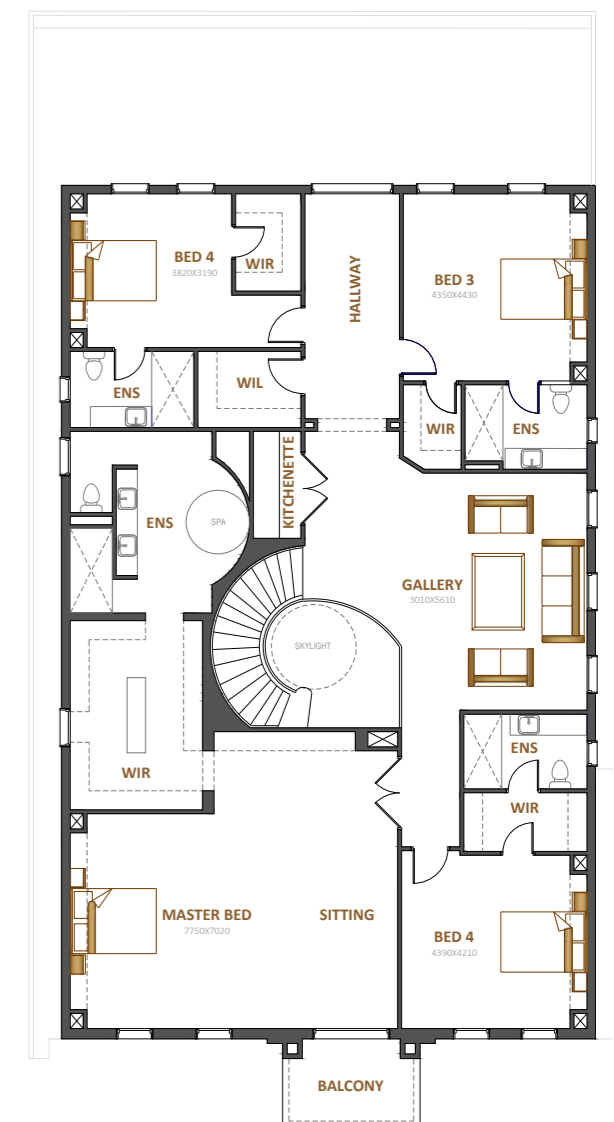 BED 4
3820X3190
WIR
HALLWAY
BED 3
4350X4430
ENS
WIL
WIR
ENS
KITCHENETTE
ENS
SPA
GALLERY
3010X5610
SKYLIGHT
ENS
WIR
WIR
MASTER BED
7750X7020
SITTING
BED 4
4390X4210
BALCONY